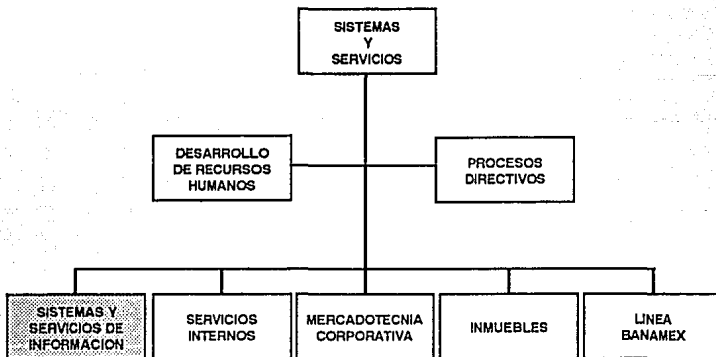 SISTEMAS
Y
SERVICIOS
DESARROLLO
DE RECURSOS
HUMANOS
PROCESOS
DIRECTIVOS
SISTEMAS Y
SERVICIOS DE
INFORMACION
SERVICIOS
INTERNOS
MERCADOTECNIA
CORPORATIVA
INMUEBLES
LINEA
BANAMEX